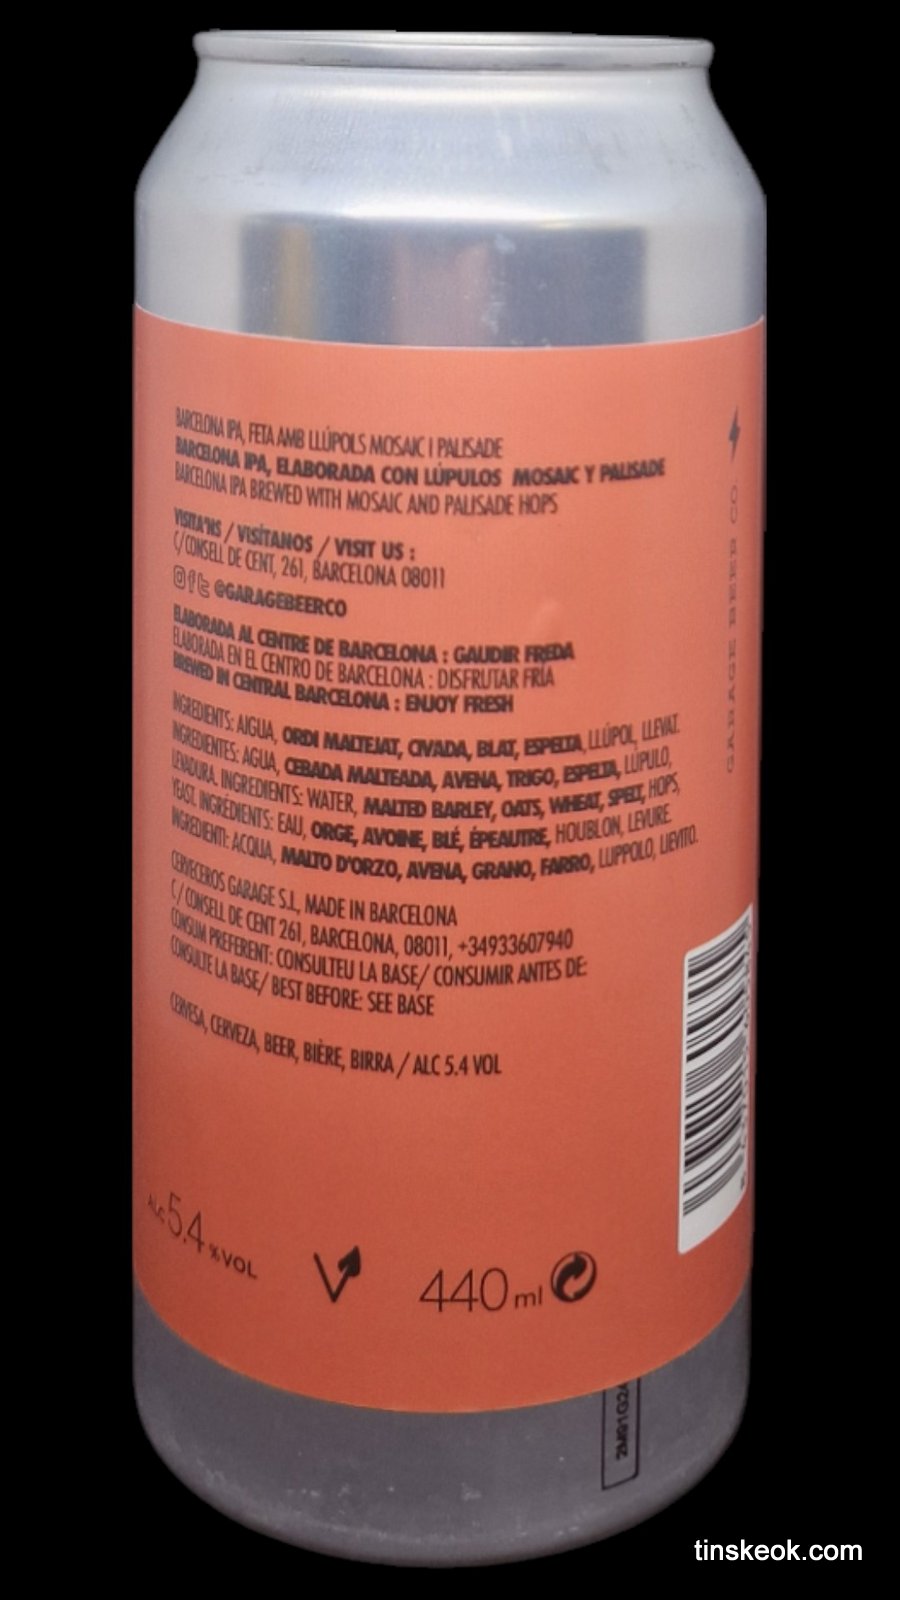 BARCELONA IPA, FETA AMB LLÚPOLS MOSAIC I PALISADE
BARCELONA IPA, ELABORADA CON LÚPULOS MOSAIC Y PALISADE
BARCELONA IPA BREWED WITH MOSAIC AND PALISADE HOPS
VISITA'NS / VISÍTANOS / VISIT US :
C/CONSELL DE CENT, 261, BARCELONA 08011
@GARAGEBEERCO
ELABORADA AL CENTRE DE BARCELONA : GAUDIR FREDA
ELABORADA EN EL CENTRO DE BARCELONA : DISFRUTAR FRÍA
BREWED IN CENTRAL BARCELONA : ENJOY FRESH
INGREDIENTS: AIGUA, ORDI MALTEJAT, CIVADA, BLAT, ESPELTA, LLÚPOL, LLEVAT.
INGREDIENTES: AGUA, CEBADA MALTEADA, AVENA, TRIGO, ESPELTA, LÚPULO,
LEVADURA. INGREDIENTS: WATER, MALTED BARLEY, OATS, WHEAT, SPELT, HOPS,
YEAST. INGRÉDIENTS: EAU, ORGE, AVOINE, BLÉ, ÉPEAUTRE, HOUBLON, LEVURE.
INGREDIENTI: ACQUA, MALTO D'ORZO, AVENA, GRANO, FARRO, LUPPOLO, LIEVITO.
CERVECEROS GARAGE S.L, MADE IN BARCELONA
C / CONSELL DE CENT 261, BARCELONA, 08011, +34933607940
CONSUM PREFERENT: CONSULTEU LA BASE/ CONSUMIR ANTES DE:
CONSULTE LA BASE/ BEST BEFORE: SEE BASE
CERVESA, CERVEZA, BEER, BIÈRE, BIRRA / ALC 5.4 VOL
ALC 5.4 % VOL
440 ml
GARAGE BEER CO
2M91G24
tinskeok.com